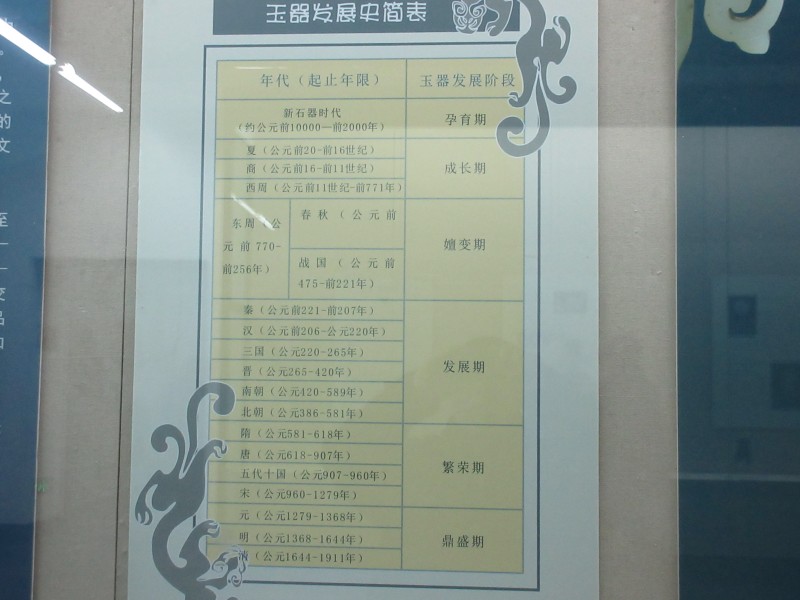 玉器发展史简表
年代（起止年限） 玉器发展阶段
新石器时代
（约公元前10000—前2000年） 孕育期
夏（公元前20-前16世纪）
商（公元前16-前11世纪） 成长期
西周（公元前11世纪-前771年）
东周（公
元前770-
前256年）
春秋（公元前
战国（公元前
475-前221年）
嬗变期
秦（公元前221-前207年）
汉（公元前206-公元220年）
三国（公元220-265年）
晋（公元265-420年） 发展期
南朝（公元420-589年）
北朝（公元386-581年）
隋（公元581-618年）
唐（公元618-907年） 繁荣期
五代十国（公元907-960年）
宋（公元960-1279年）
元（公元1279-1368年）
明（公元1368-1644年） 鼎盛期
清（公元1644-1911年）
之
的
文
至